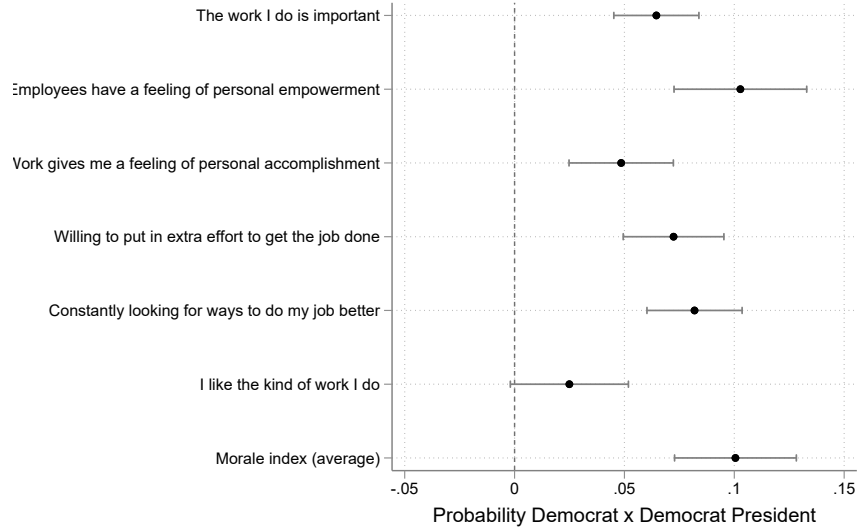 The work I do is important
Employees have a feeling of personal empowerment
Work gives me a feeling of personal accomplishment
Willing to put in extra effort to get the job done
Constantly looking for ways to do my job better
I like the kind of work I do
Morale index (average)
-.05 0 .05 .1 .15
Probability Democrat x Democrat President